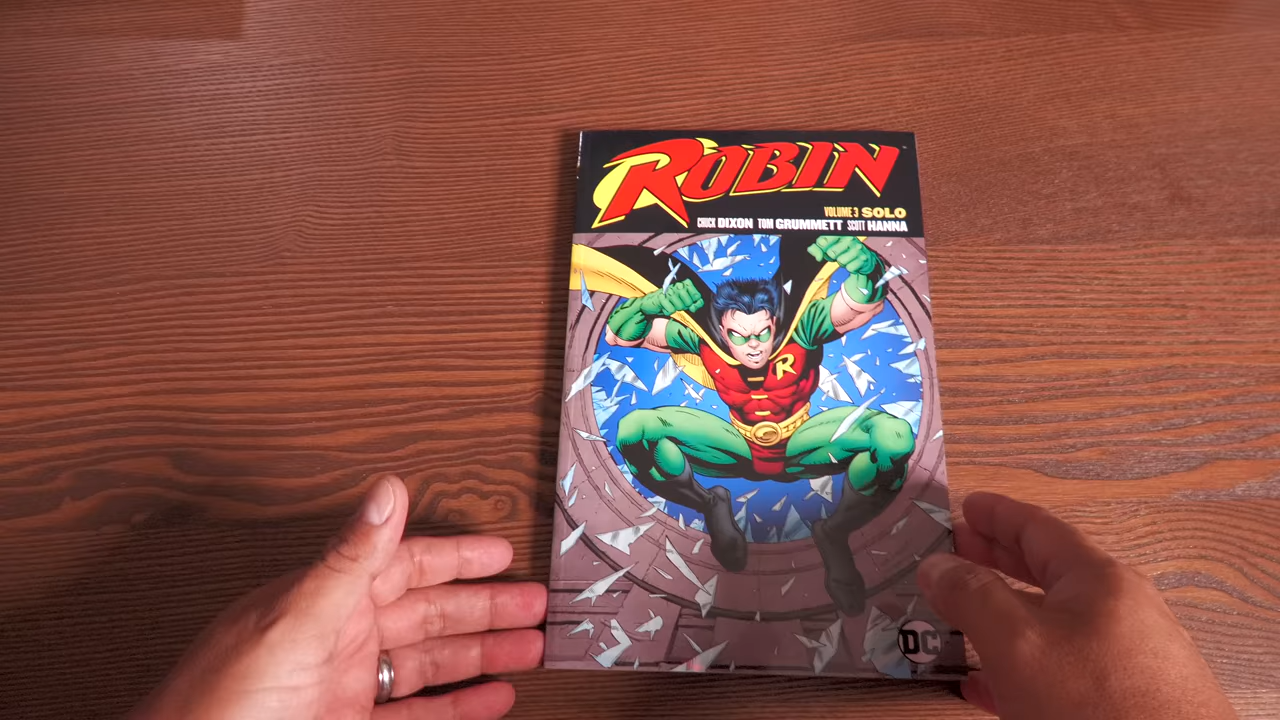 ROBIN
VOLUME 3 SOLO
CHUCK DIXON TOM GRUMMETT SCOTT HANNA
R
DC